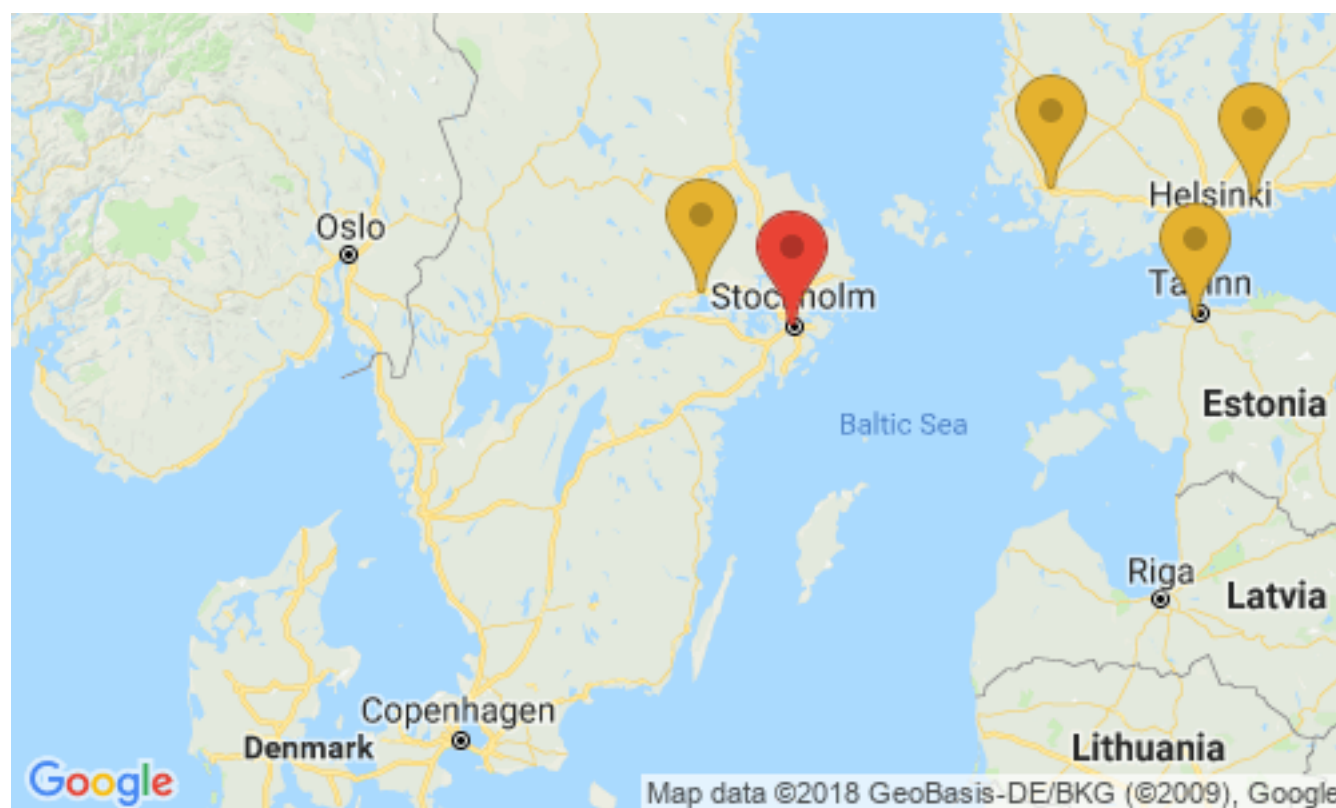 Helsinki
Oslo
Stockholm
Tallinn
Estonia
Baltic Sea
Riga
Latvia
Copenhagen
Denmark
Lithuania
Google
Map data ©2018 GeoBasis-DE/BKG (©2009), Google